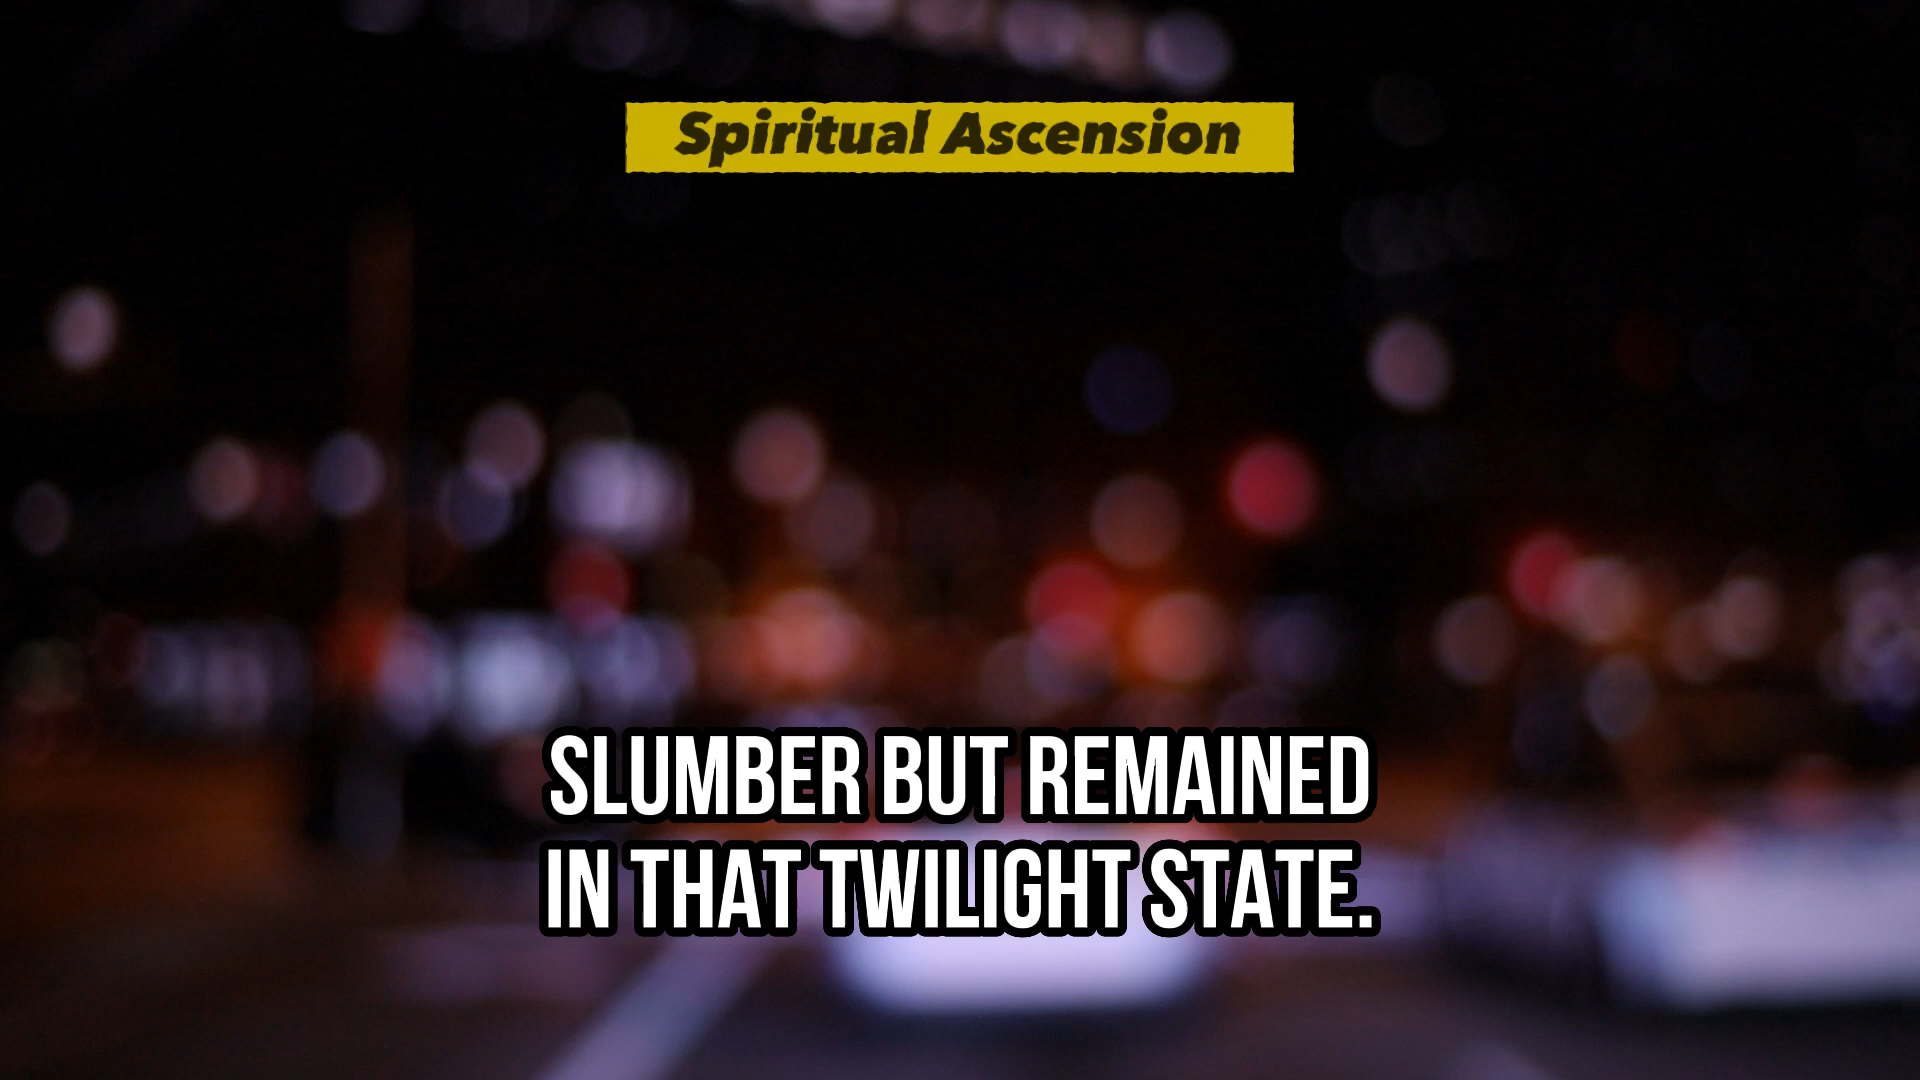 Spiritual Ascension
SLUMBER BUT REMAINED
IN THAT TWILIGHT STATE.